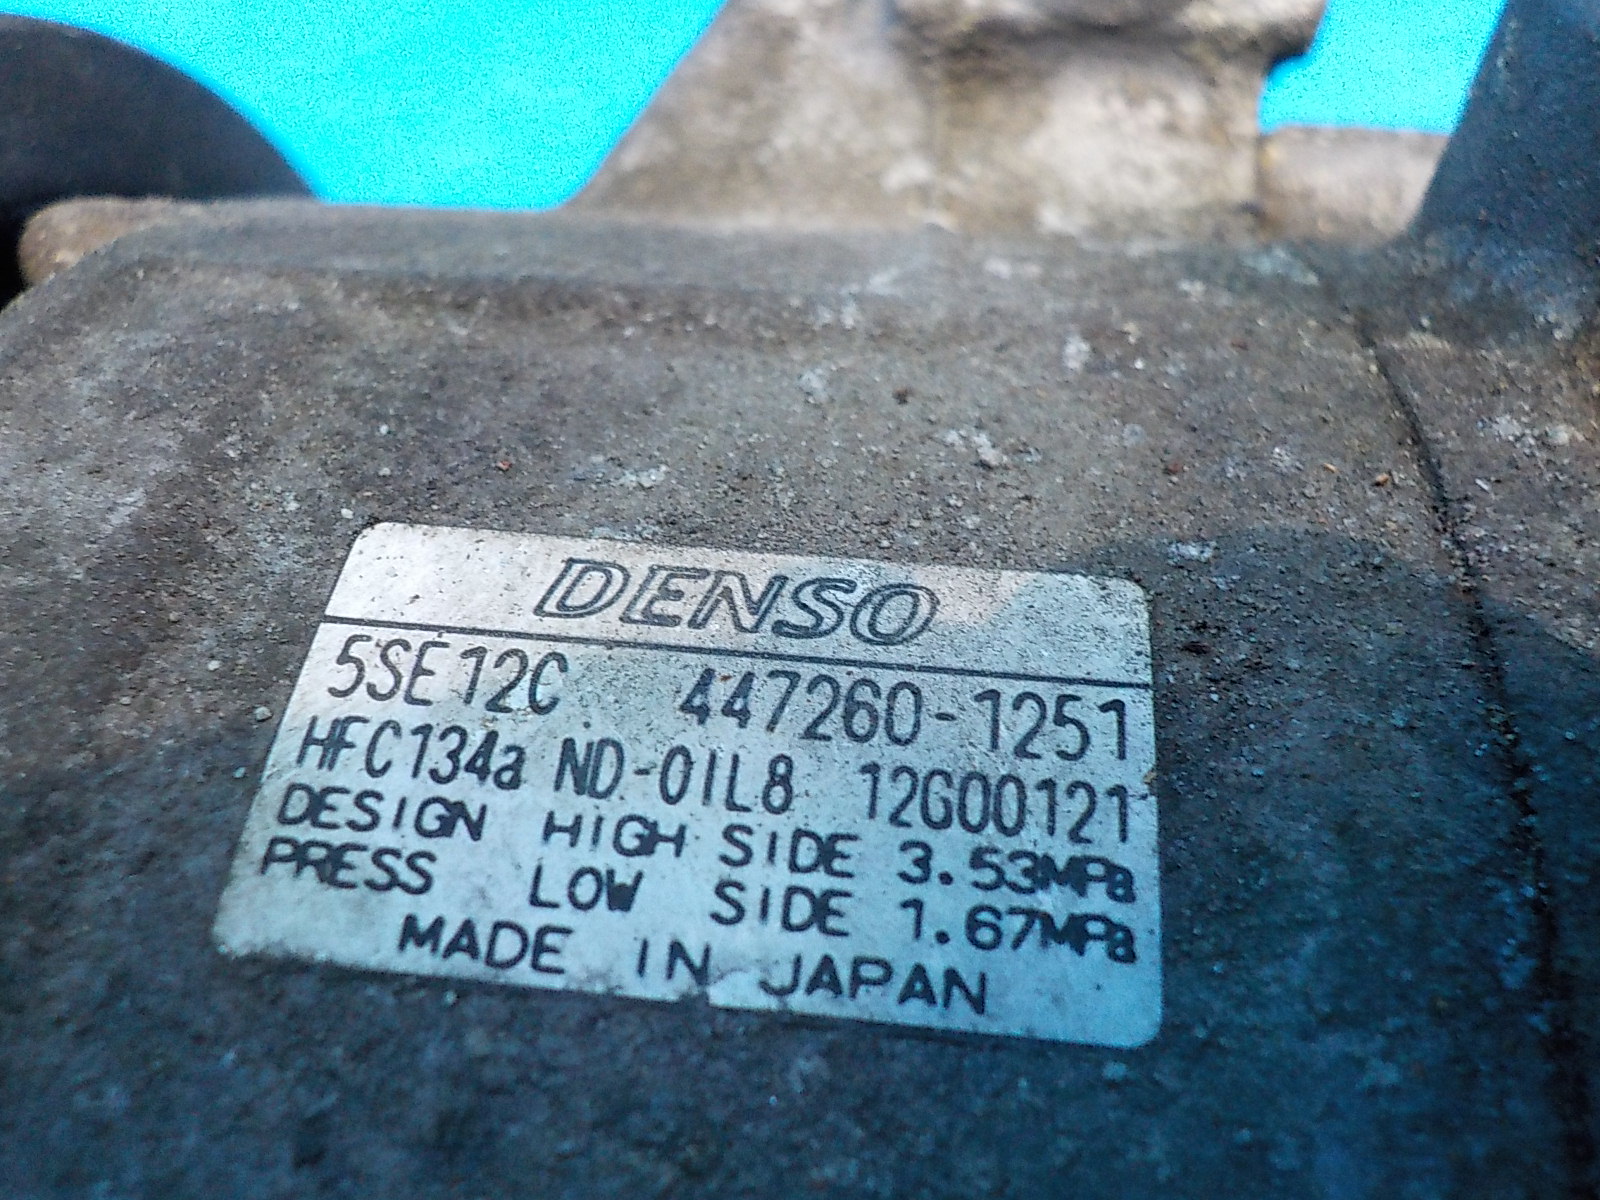 DENSO
5SE12C 447260-1251
HFC134a ND-OIL8 12G00121
DESIGN HIGH SIDE 3.53MPa
PRESS LOW SIDE 1.67MPa
MADE IN JAPAN